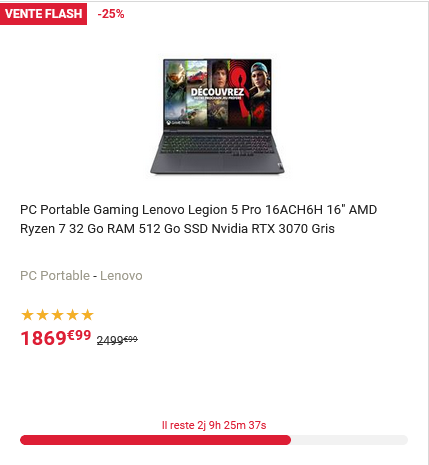 VENTE FLASH -25%
DÉCOUVREZ
GAME PASS
PC Portable Gaming Lenovo Legion 5 Pro 16ACH6H 16" AMD
Ryzen 7 32 Go RAM 512 Go SSD Nvidia RTX 3070 Gris
PC Portable - Lenovo
1869€99 2499€99
Il reste 2j 9h 25m 37s